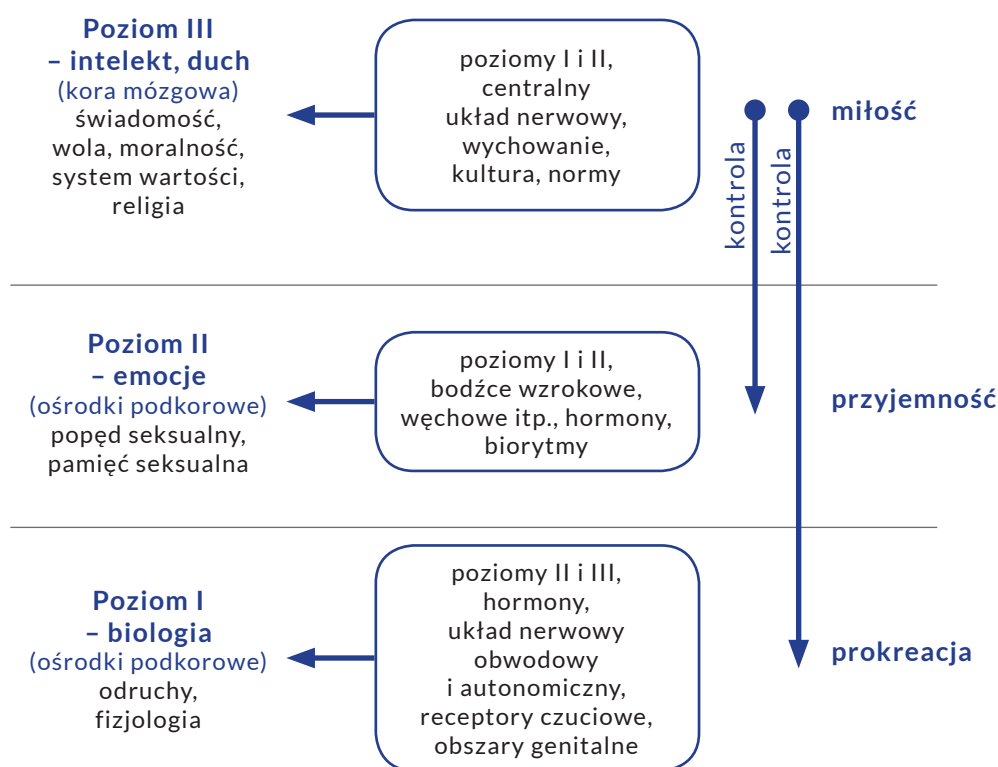 Poziom III
– intelekt, duch
(kora mózgowa)
świadomość,
wola, moralność,
system wartości,
religia
poziomy I i II,
centralny
układ nerwowy,
wychowanie,
kultura, normy
kontrola
kontrola
miłość
Poziom II
– emocje
(ośrodki podkorowe)
popęd seksualny,
pamięć seksualna
poziomy I i II,
bodźce wzrokowe,
węchowe itp., hormony,
biorytmy
przyjemność
Poziom I
– biologia
(ośrodki podkorowe)
odruchy,
fizjologia
poziomy II i III,
hormony,
układ nerwowy
obwodowy
i autonomiczny,
receptory czuciowe,
obszary genitalne
prokreacja